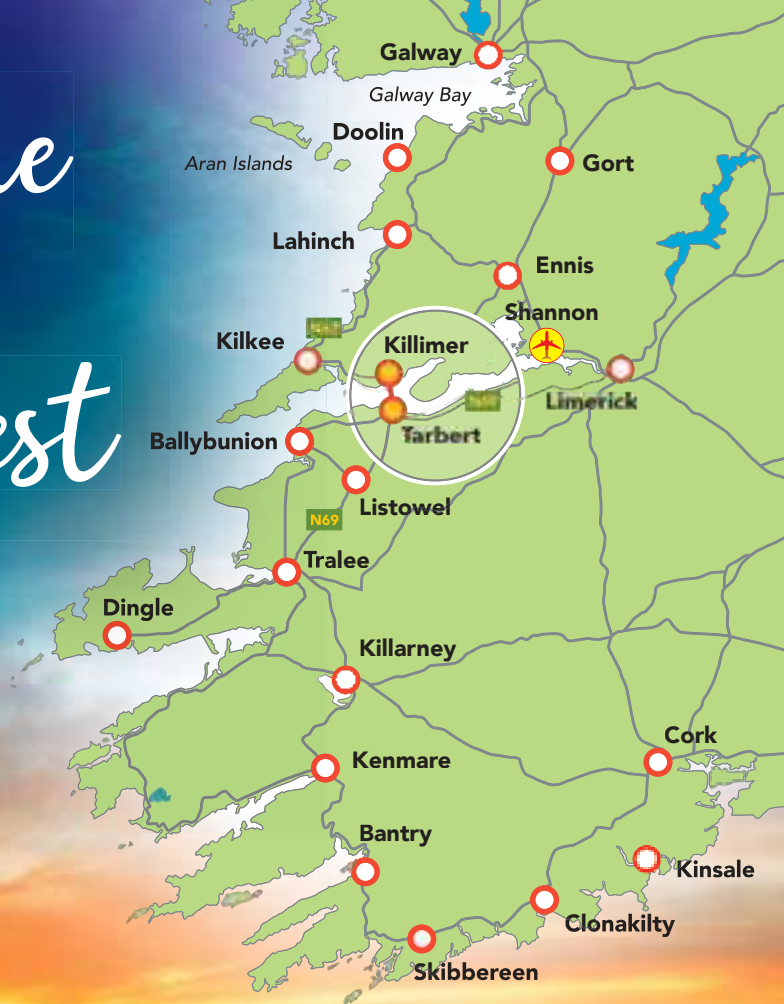 Galway
Galway Bay
Doolin
Aran Islands
Gort
Lahinch
Ennis
Shannon
Kilkee
Killimer
Limerick
Tarbert
Ballybunion
est
Listowel
N69
Tralee
Dingle
Killarney
Cork
Kenmare
Bantry
Kinsale
Clonakilty
Skibbereen